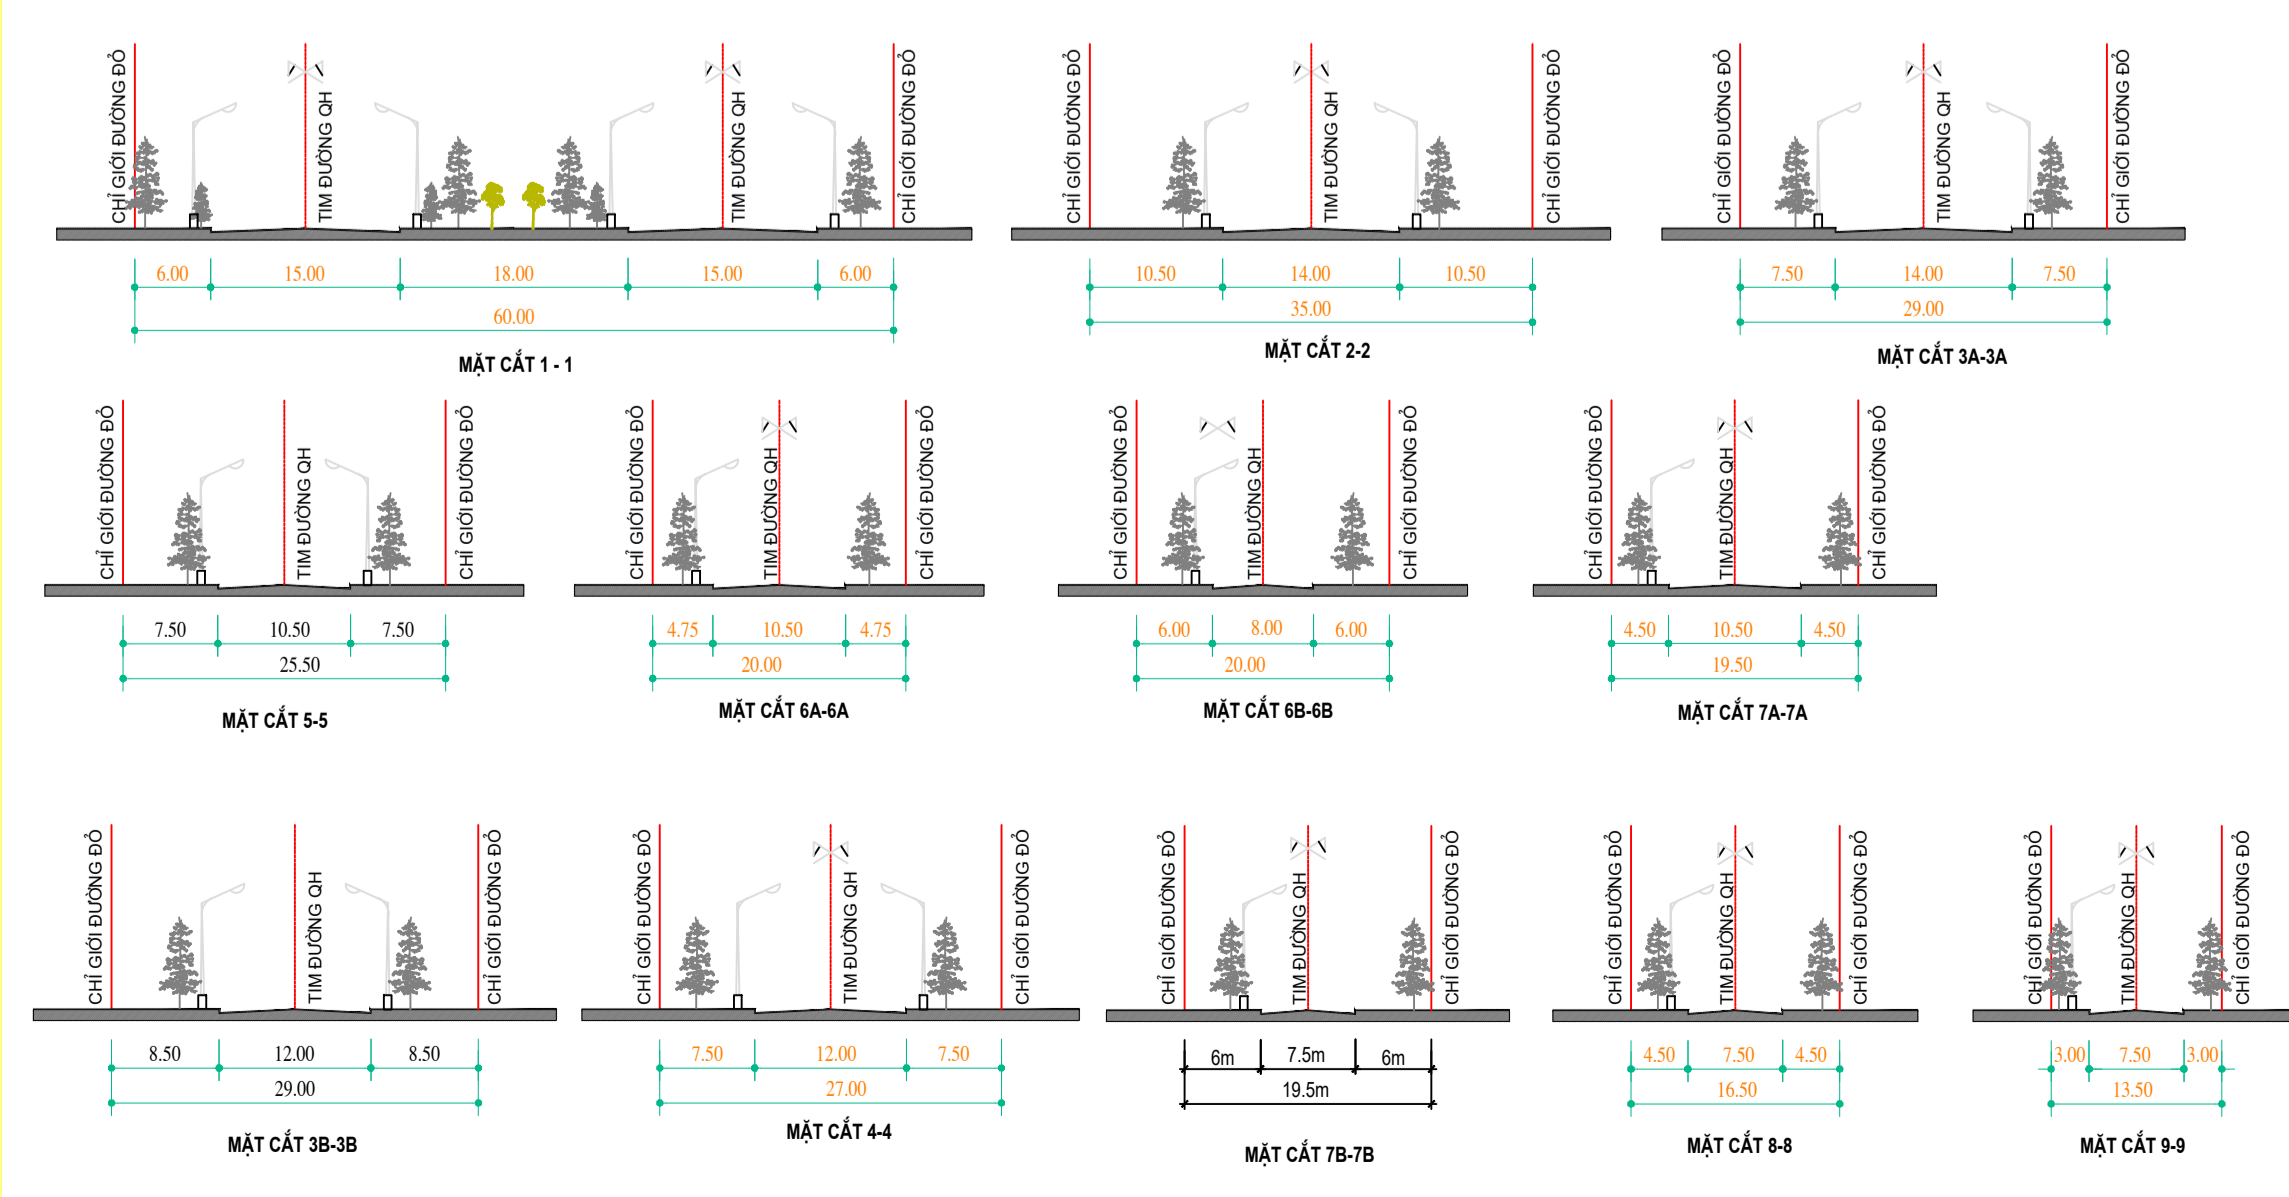 CHỈ GIỚI ĐƯỜNG ĐỎ
TIM ĐƯỜNG QH
TIM ĐƯỜNG QH
CHỈ GIỚI ĐƯỜNG ĐỎ
6.00 15.00 18.00 15.00 6.00
60.00
MẶT CẮT 1 - 1
CHỈ GIỚI ĐƯỜNG ĐỎ
TIM ĐƯỜNG QH
CHỈ GIỚI ĐƯỜNG ĐỎ
10.50 14.00 10.50
35.00
MẶT CẮT 2-2
CHỈ GIỚI ĐƯỜNG ĐỎ
TIM ĐƯỜNG QH
CHỈ GIỚI ĐƯỜNG ĐỎ
7.50 14.00 7.50
29.00
MẶT CẮT 3A-3A
CHỈ GIỚI ĐƯỜNG ĐỎ
TIM ĐƯỜNG QH
CHỈ GIỚI ĐƯỜNG ĐỎ
7.50 10.50 7.50
25.50
MẶT CẮT 5-5
CHỈ GIỚI ĐƯỜNG ĐỎ
TIM ĐƯỜNG QH
CHỈ GIỚI ĐƯỜNG ĐỎ
4.75 10.50 4.75
20.00
MẶT CẮT 6A-6A
CHỈ GIỚI ĐƯỜNG ĐỎ
TIM ĐƯỜNG QH
CHỈ GIỚI ĐƯỜNG ĐỎ
6.00 8.00 6.00
20.00
MẶT CẮT 6B-6B
CHỈ GIỚI ĐƯỜNG ĐỎ
TIM ĐƯỜNG QH
CHỈ GIỚI ĐƯỜNG ĐỎ
4.50 10.50 4.50
19.50
MẶT CẮT 7A-7A
CHỈ GIỚI ĐƯỜNG ĐỎ
TIM ĐƯỜNG QH
CHỈ GIỚI ĐƯỜNG ĐỎ
8.50 12.00 8.50
29.00
MẶT CẮT 3B-3B
CHỈ GIỚI ĐƯỜNG ĐỎ
TIM ĐƯỜNG QH
CHỈ GIỚI ĐƯỜNG ĐỎ
7.50 12.00 7.50
27.00
MẶT CẮT 4-4
CHỈ GIỚI ĐƯỜNG ĐỎ
TIM ĐƯỜNG QH
CHỈ GIỚI ĐƯỜNG ĐỎ
6m 7.5m 6m
19.5m
MẶT CẮT 7B-7B
CHỈ GIỚI ĐƯỜNG ĐỎ
TIM ĐƯỜNG QH
CHỈ GIỚI ĐƯỜNG ĐỎ
4.50 7.50 4.50
16.50
MẶT CẮT 8-8
CHỈ GIỚI ĐƯỜNG ĐỎ
TIM ĐƯỜNG QH
CHỈ GIỚI ĐƯỜNG ĐỎ
3.00 7.50 3.00
13.50
MẶT CẮT 9-9